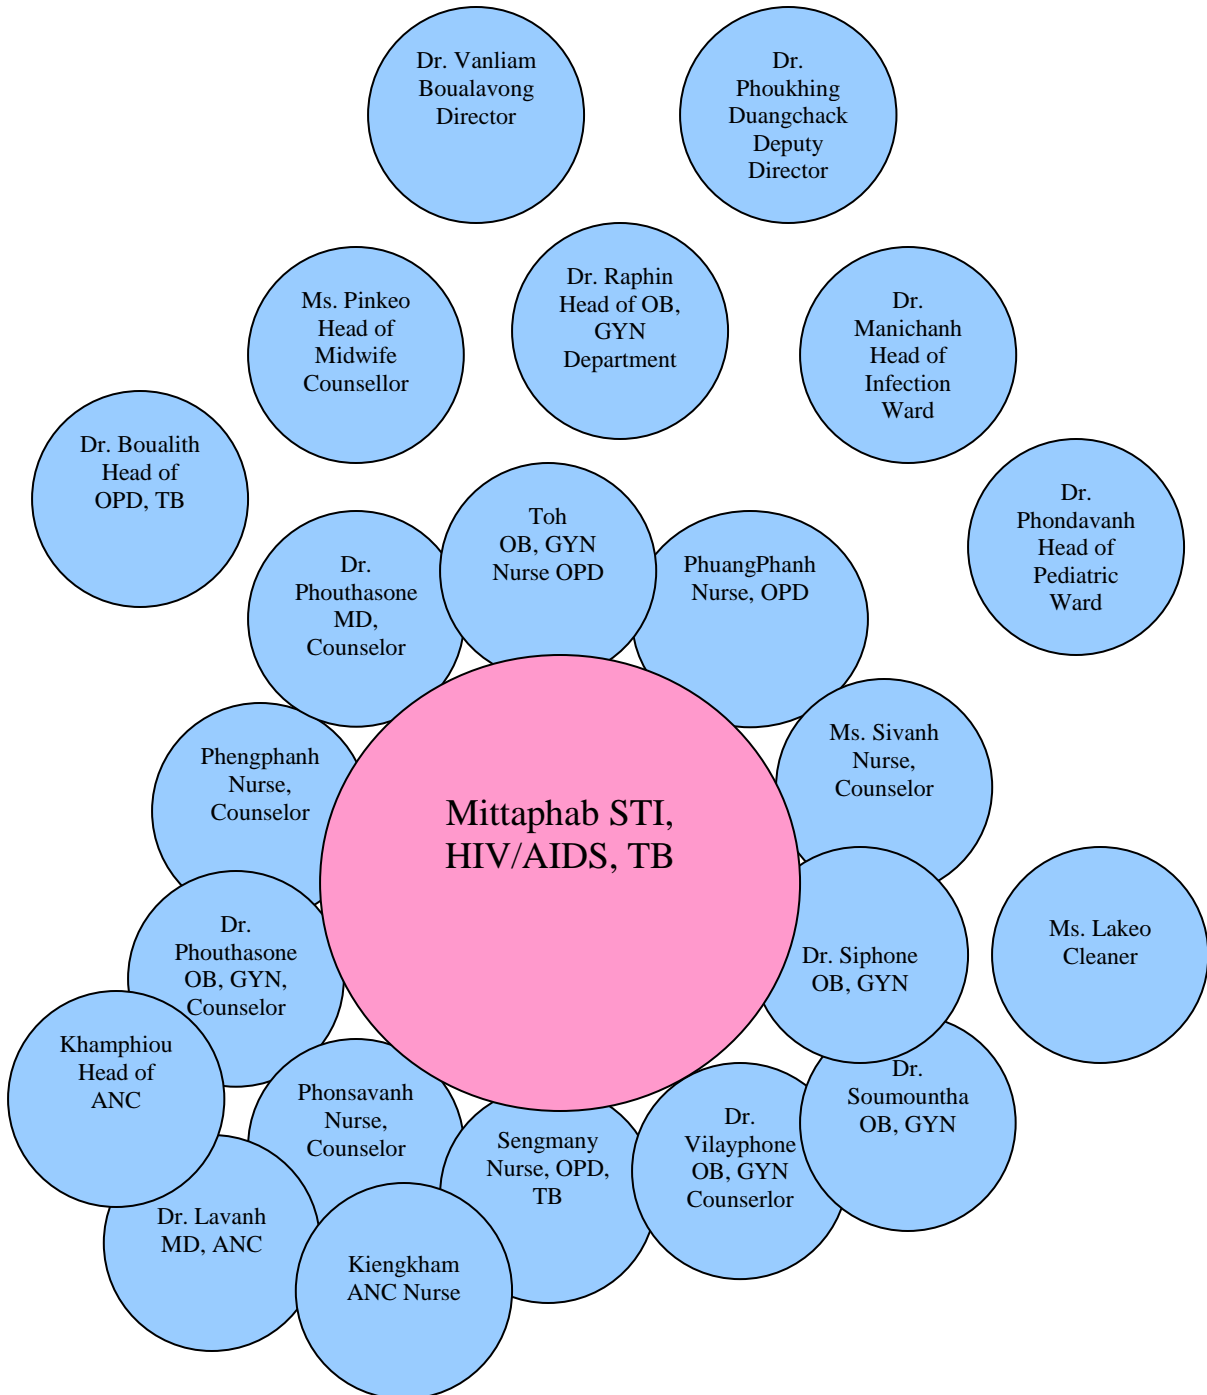 Dr. Vanliam
Boualavong
Director
Dr.
Phoukhing
Duangchack
Deputy
Director
Ms. Pinkeo
Head of
Midwife
Counsellor
Dr. Raphin
Head of OB,
GYN
Department
Dr.
Manichanh
Head of
Infection
Ward
Dr. Boualith
Head of
OPD, TB
Dr.
Phondavanh
Head of
Pediatric
Ward
Dr.
Phouthasone
MD,
Counselor
Toh
OB, GYN
Nurse OPD
PhuangPhanh
Nurse, OPD
Phengphanh
Nurse,
Counselor
Ms. Sivanh
Nurse,
Counselor
Mittaphab STI,
HIV/AIDS, TB
Dr.
Phouthasone
OB, GYN,
Counselor
Dr. Siphone
OB, GYN
Ms. Lakeo
Cleaner
Khamphiou
Head of
ANC
Phonsavanh
Nurse,
Counselor
Sengmany
Nurse, OPD,
TB
Dr.
Vilayphone
OB, GYN
Counserlor
Dr.
Soumountha
OB, GYN
Dr. Lavanh
MD, ANC
Kiengkham
ANC Nurse